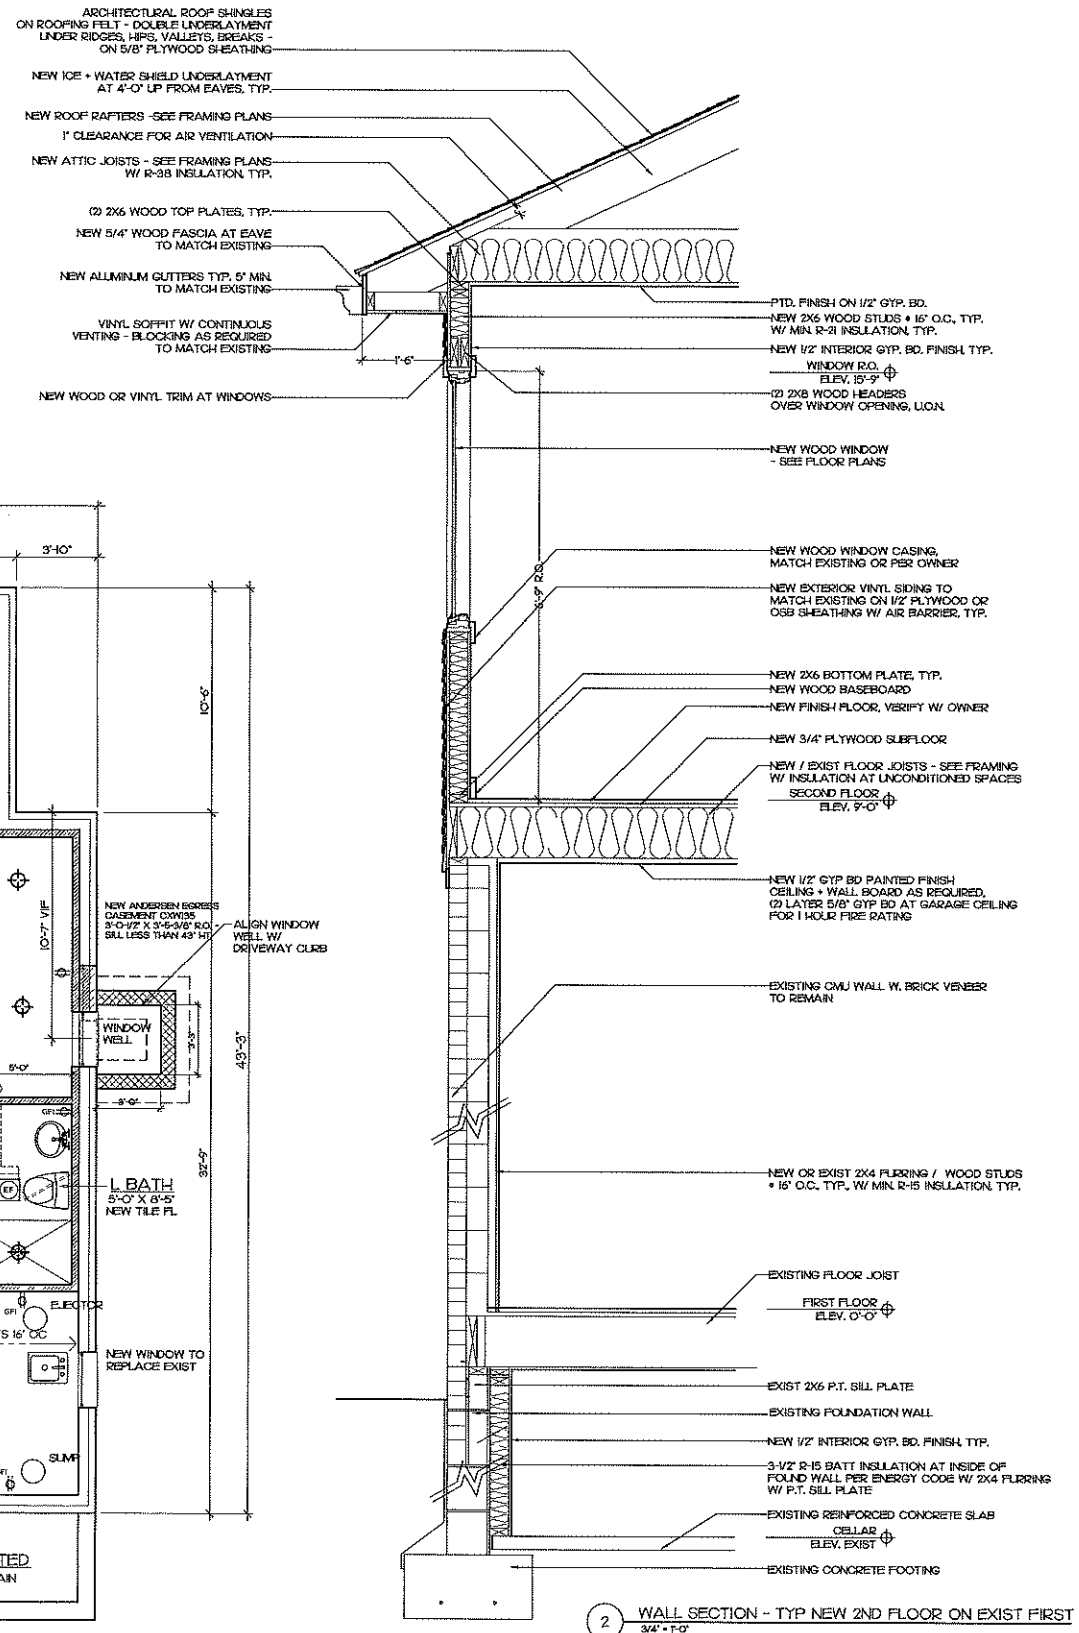 ARCHITECTURAL ROOF SHINGLES
ON ROOFING FELT - DOUBLE UNDERLAYMENT
UNDER RIDGES, HIPS, VALLEYS, BREAKS -
ON 5/8" PLYWOOD SHEATHING
NEW ICE + WATER SHIELD UNDERLAYMENT
AT 4'-0" UP FROM EAVES, TYP.
NEW ROOF RAFTERS -SEE FRAMING PLANS
1" CLEARANCE FOR AIR VENTILATION
NEW ATTIC JOISTS - SEE FRAMING PLANS
W/ R-38 INSULATION, TYP.
(2) 2X6 WOOD TOP PLATES, TYP.
NEW 5/4" WOOD FASCIA AT EAVE
TO MATCH EXISTING
NEW ALUMINUM GUTTERS TYP. 5" MIN.
TO MATCH EXISTING
VINYL SOFFIT W/ CONTINUOUS
VENTING - BLOCKING AS REQUIRED
TO MATCH EXISTING
1'-6"
NEW WOOD OR VINYL TRIM AT WINDOWS
PTD. FINISH ON 1/2" GYP. BD.
NEW 2X6 WOOD STUDS @ 16" O.C., TYP.
W/ MIN. R-21 INSULATION, TYP.
NEW 1/2" INTERIOR GYP. BD. FINISH, TYP.
WINDOW R.O.
ELEV. 15'-9"
(2) 2X8 WOOD HEADERS
OVER WINDOW OPENING, U.O.N.
NEW WOOD WINDOW
- SEE FLOOR PLANS
NEW WOOD WINDOW CASING,
MATCH EXISTING OR PER OWNER
6'-9" R.O.
NEW EXTERIOR VINYL SIDING TO
MATCH EXISTING ON 1/2" PLYWOOD OR
OSB SHEATHING W/ AIR BARRIER, TYP.
NEW 2X6 BOTTOM PLATE, TYP.
NEW WOOD BASEBOARD
NEW FINISH FLOOR, VERIFY W/ OWNER
NEW 3/4" PLYWOOD SUBFLOOR
NEW / EXIST FLOOR JOISTS - SEE FRAMING
W/ INSULATION AT UNCONDITIONED SPACES
SECOND FLOOR
ELEV. 9'-0"
NEW 1/2" GYP BD PAINTED FINISH
CEILING + WALL BOARD AS REQUIRED,
(2) LAYER 5/8" GYP BD AT GARAGE CEILING
FOR 1 HOUR FIRE RATING
EXISTING CMU WALL W. BRICK VENEER
TO REMAIN
NEW OR EXIST 2X4 FURRING / WOOD STUDS
@ 16" O.C., TYP., W/ MIN. R-15 INSULATION, TYP.
EXISTING FLOOR JOIST
FIRST FLOOR
ELEV. 0'-0"
EXIST 2X6 P.T. SILL PLATE
EXISTING FOUNDATION WALL
NEW 1/2" INTERIOR GYP. BD. FINISH, TYP.
3-1/2" R-15 BATT INSULATION AT INSIDE OF
FOUND WALL PER ENERGY CODE W/ 2X4 FURRING
W/ P.T. SILL PLATE
EXISTING REINFORCED CONCRETE SLAB
CELLAR
ELEV. EXIST
EXISTING CONCRETE FOOTING
2
WALL SECTION - TYP NEW 2ND FLOOR ON EXIST FIRST
3/4" = 1'-0"
3'-10"
10'-6"
10'-7" VIF
NEW ANDERSEN EGRESS
CASEMENT CXW135
3'-0-1/2" X 3'-5-3/8" R.O. -
SILL LESS THAN 43" HT
ALIGN WINDOW
WELL W/
DRIVEWAY CURB
WINDOW
WELL
3'-3"
43'-3"
5'-0"
3'-0"
GFI
32'-9"
EF
L BATH
5'-0" X 8'-5"
NEW TILE FL
GFI
EJECTOR
TS 16" OC
NEW WINDOW TO
REPLACE EXIST
SUMP